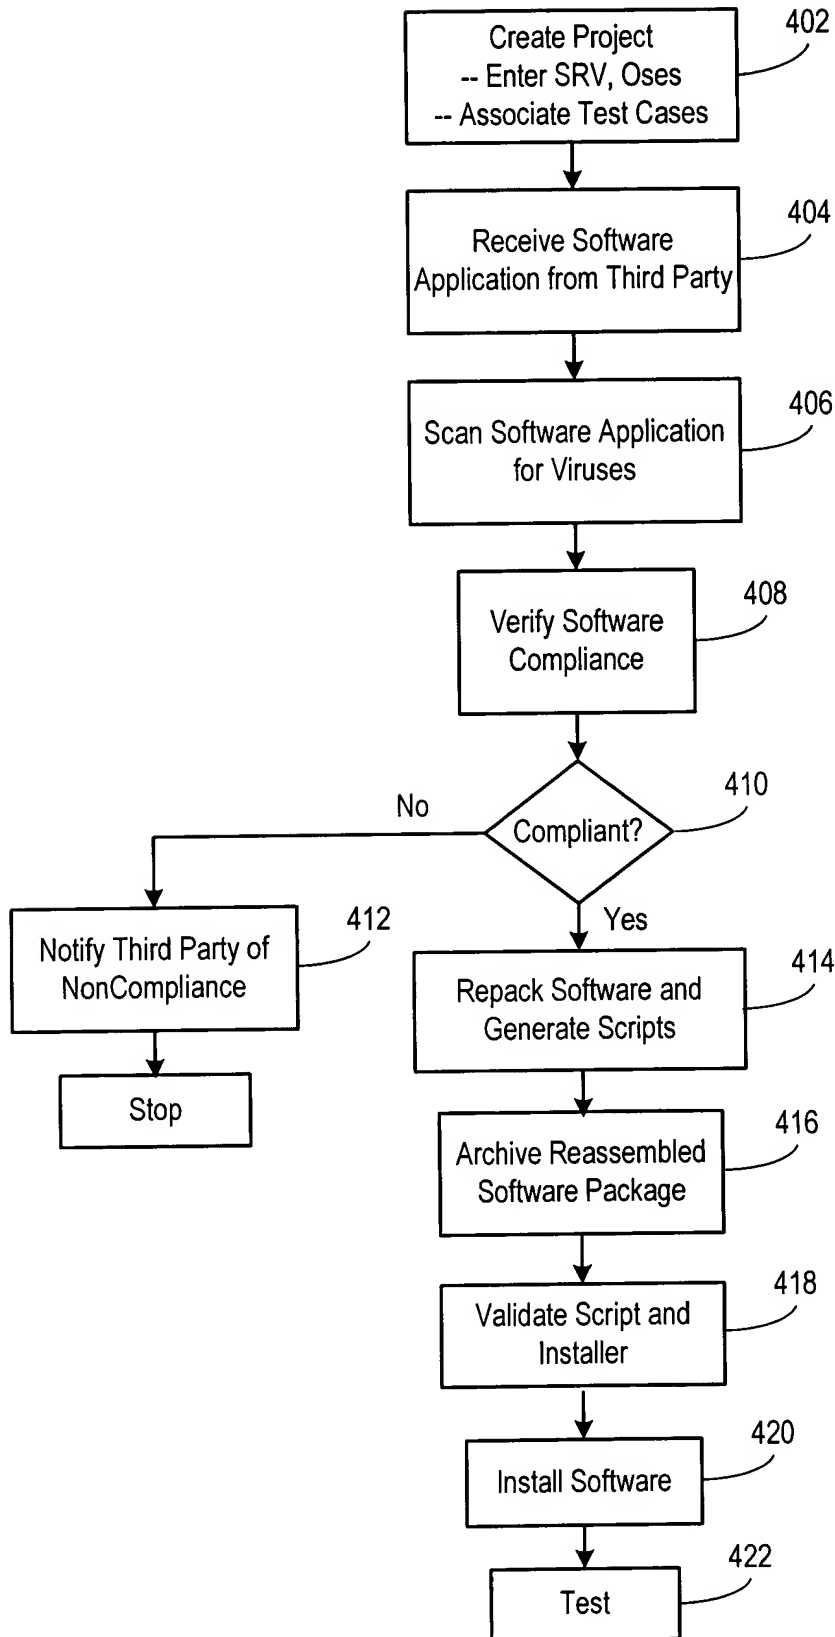 Create Project
-- Enter SRV, Oses
-- Associate Test Cases
402
Receive Software
Application from Third Party
404
Scan Software Application
for Viruses
406
Verify Software
Compliance
408
Compliant?
410
No
Yes
Notify Third Party of
NonCompliance
412
Stop
Repack Software and
Generate Scripts
414
Archive Reassembled
Software Package
416
Validate Script and
Installer
418
Install Software
420
Test
422